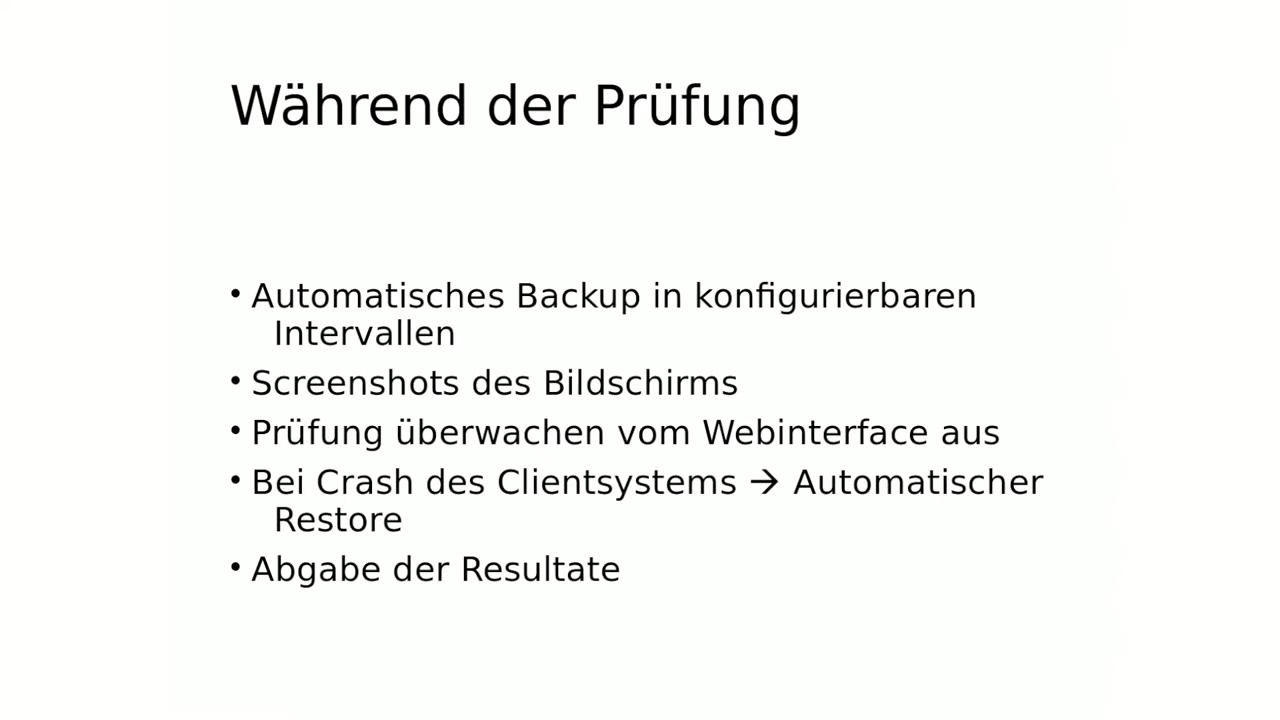 Während der Prüfung
• Automatisches Backup in konfigurierbaren
Intervallen
• Screenshots des Bildschirms
• Prüfung überwachen vom Webinterface aus
• Bei Crash des Clientsystems → Automatischer
Restore
• Abgabe der Resultate